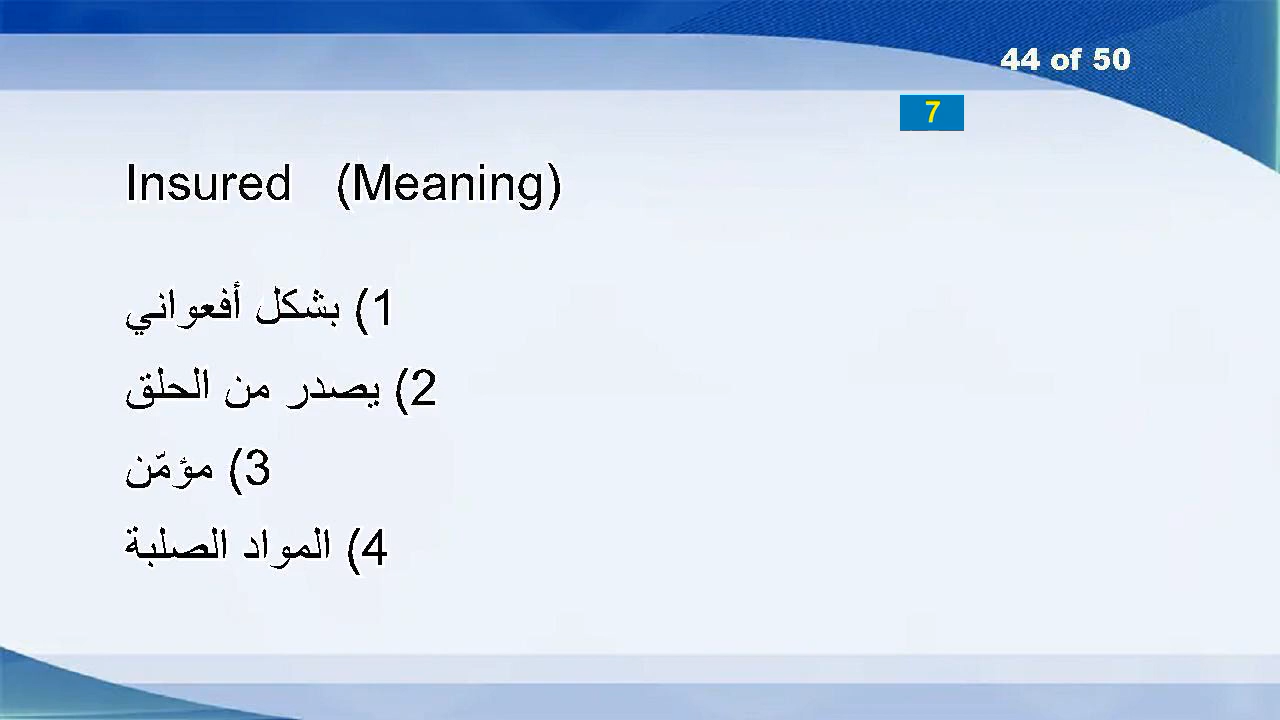 44 of 50
7
Insured (Meaning)
1) بشكل أفعواني
2) يصدر من الحلق
3) مؤمّن
4) المواد الصلبة